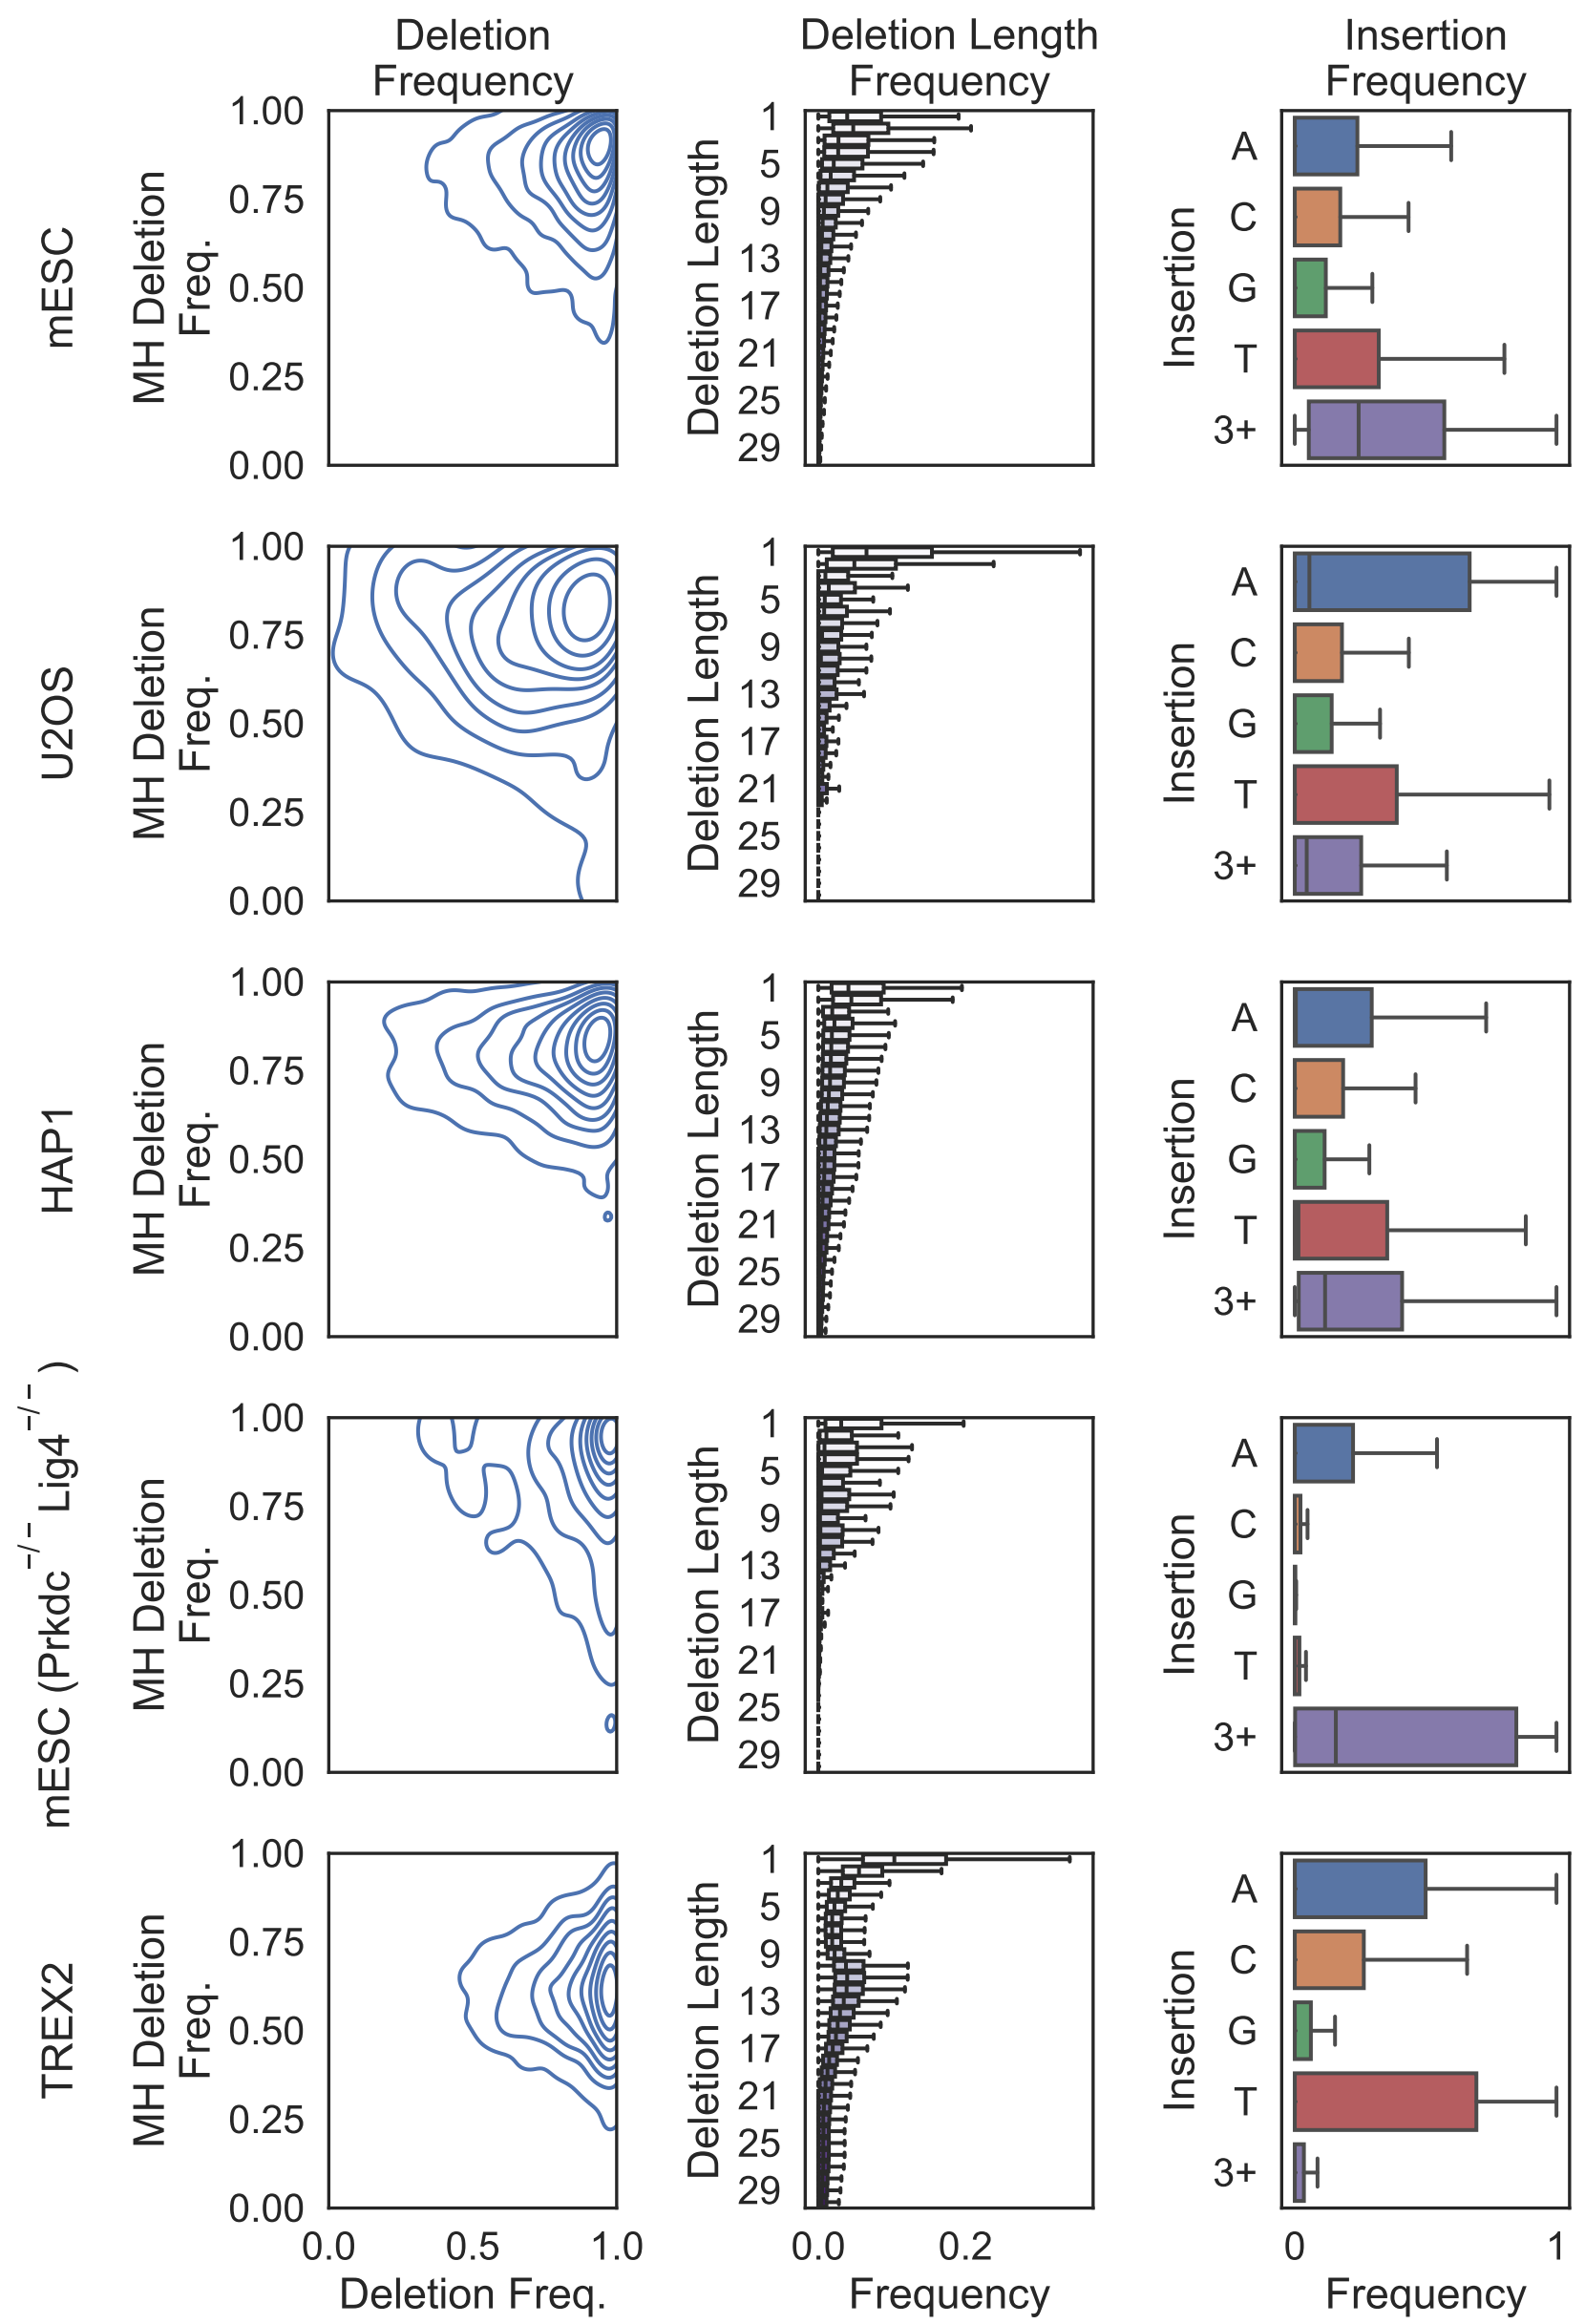 Deletion
Frequency
Deletion Length
Frequency
Insertion
Frequency
mESC
MH Deletion
Freq.
1.00
0.75
0.50
0.25
0.00
Deletion Length
1
5
9
13
17
21
25
29
Insertion
A
C
G
T
3+
U2OS
MH Deletion
Freq.
1.00
0.75
0.50
0.25
0.00
Deletion Length
1
5
9
13
17
21
25
29
Insertion
A
C
G
T
3+
HAP1
MH Deletion
Freq.
1.00
0.75
0.50
0.25
0.00
Deletion Length
1
5
9
13
17
21
25
29
Insertion
A
C
G
T
3+
mESC (Prkdc⁻/⁻ Lig4⁻/⁻)
MH Deletion
Freq.
1.00
0.75
0.50
0.25
0.00
Deletion Length
1
5
9
13
17
21
25
29
Insertion
A
C
G
T
3+
TREX2
MH Deletion
Freq.
1.00
0.75
0.50
0.25
0.00
Deletion Length
1
5
9
13
17
21
25
29
Insertion
A
C
G
T
3+
0.0 0.5 1.0
Deletion Freq.
0.0 0.2
Frequency
0 1
Frequency